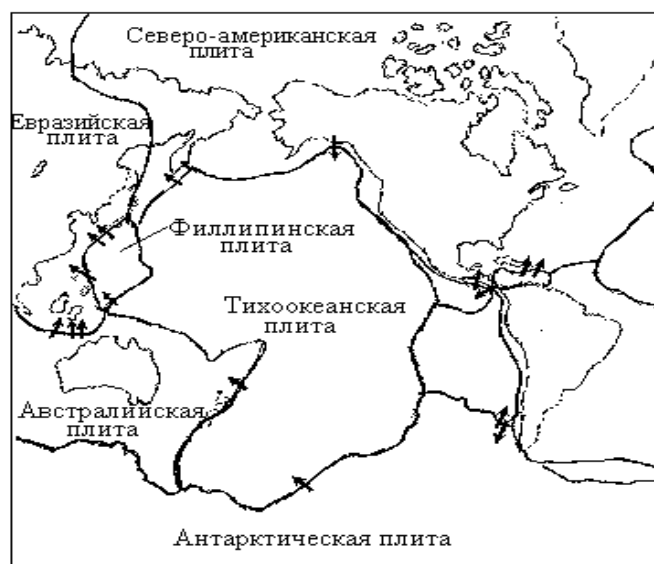 Северо-американская
плита
Евразийская
плита
Филлипинская
плита
Тихоокеанская
плита
Австралийская
плита
Антарктическая плита